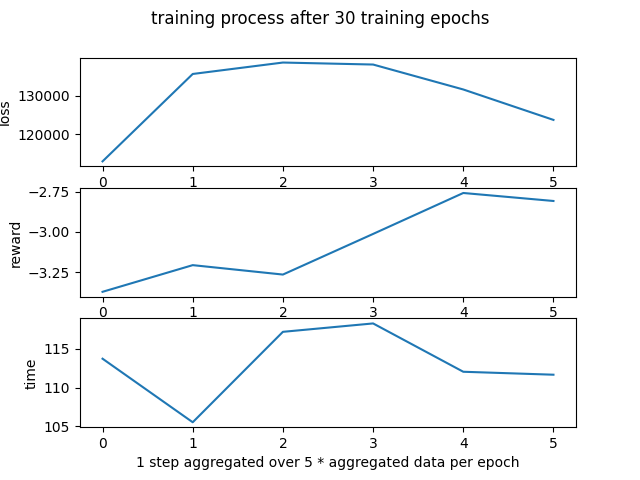 training process after 30 training epochs
130000
120000
loss
0 1 2 3 4 5
−2.75
−3.00
−3.25
reward
0 1 2 3 4 5
115
110
105
time
0 1 2 3 4 5
1 step aggregated over 5 * aggregated data per epoch